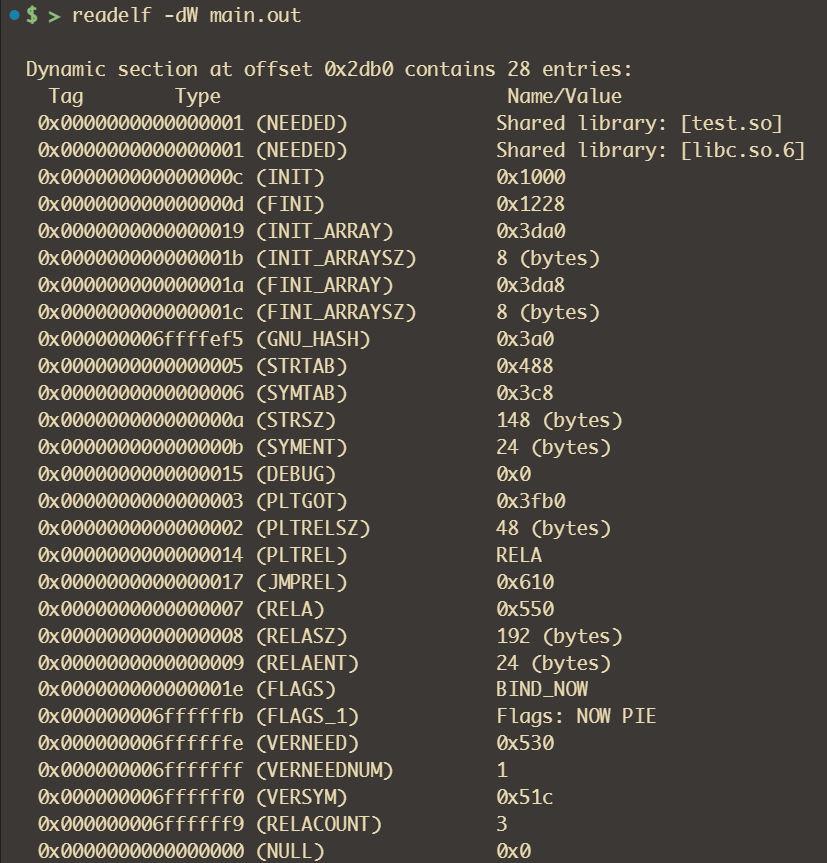 $ > readelf -dW main.out
Dynamic section at offset 0x2db0 contains 28 entries:
  Tag        Type                         Name/Value
 0x0000000000000001 (NEEDED)             Shared library: [test.so]
 0x0000000000000001 (NEEDED)             Shared library: [libc.so.6]
 0x000000000000000c (INIT)               0x1000
 0x000000000000000d (FINI)               0x1228
 0x0000000000000019 (INIT_ARRAY)         0x3da0
 0x000000000000001b (INIT_ARRAYSZ)       8 (bytes)
 0x000000000000001a (FINI_ARRAY)         0x3da8
 0x000000000000001c (FINI_ARRAYSZ)       8 (bytes)
 0x000000006ffffef5 (GNU_HASH)           0x3a0
 0x0000000000000005 (STRTAB)             0x488
 0x0000000000000006 (SYMTAB)             0x3c8
 0x000000000000000a (STRSZ)              148 (bytes)
 0x000000000000000b (SYMENT)             24 (bytes)
 0x0000000000000015 (DEBUG)              0x0
 0x0000000000000003 (PLTGOT)             0x3fb0
 0x0000000000000002 (PLTRELSZ)           48 (bytes)
 0x0000000000000014 (PLTREL)             RELA
 0x0000000000000017 (JMPREL)             0x610
 0x0000000000000007 (RELA)               0x550
 0x0000000000000008 (RELASZ)             192 (bytes)
 0x0000000000000009 (RELAENT)            24 (bytes)
 0x000000000000001e (FLAGS)              BIND_NOW
 0x000000006ffffffb (FLAGS_1)            Flags: NOW PIE
 0x000000006ffffffe (VERNEED)            0x530
 0x000000006fffffff (VERNEEDNUM)         1
 0x000000006ffffff0 (VERSYM)             0x51c
 0x000000006ffffff9 (RELACOUNT)          3
 0x0000000000000000 (NULL)               0x0